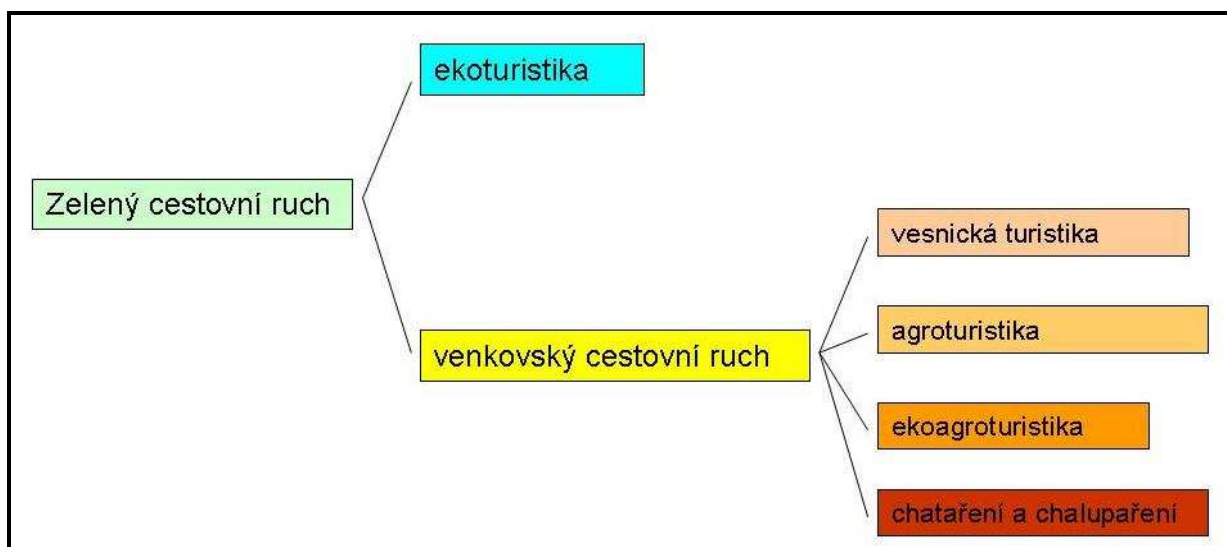 ekoturistika
Zelený cestovní ruch
vesnická turistika
agroturistika
venkovský cestovní ruch
ekoagroturistika
chataření a chalupaření